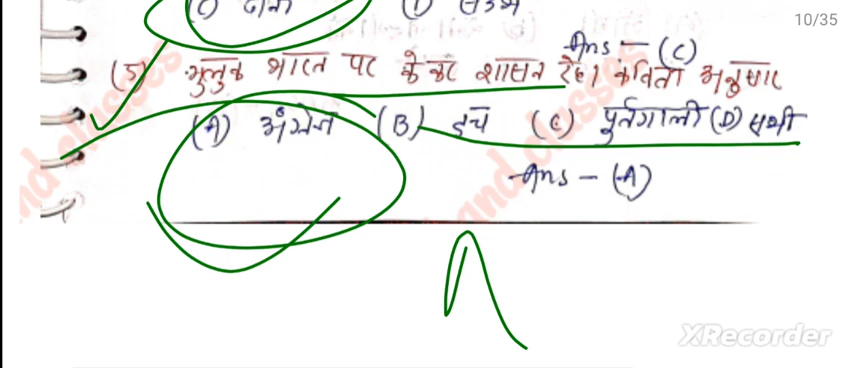 10/35
Ans - (C)
(5) मुलुक भारत पर केकर शासन रहे। कविता अनुसार
(A) अंग्रेज (B) डच (C) पुर्तगाली (D) सभी
Ans - (A)
XRecorder